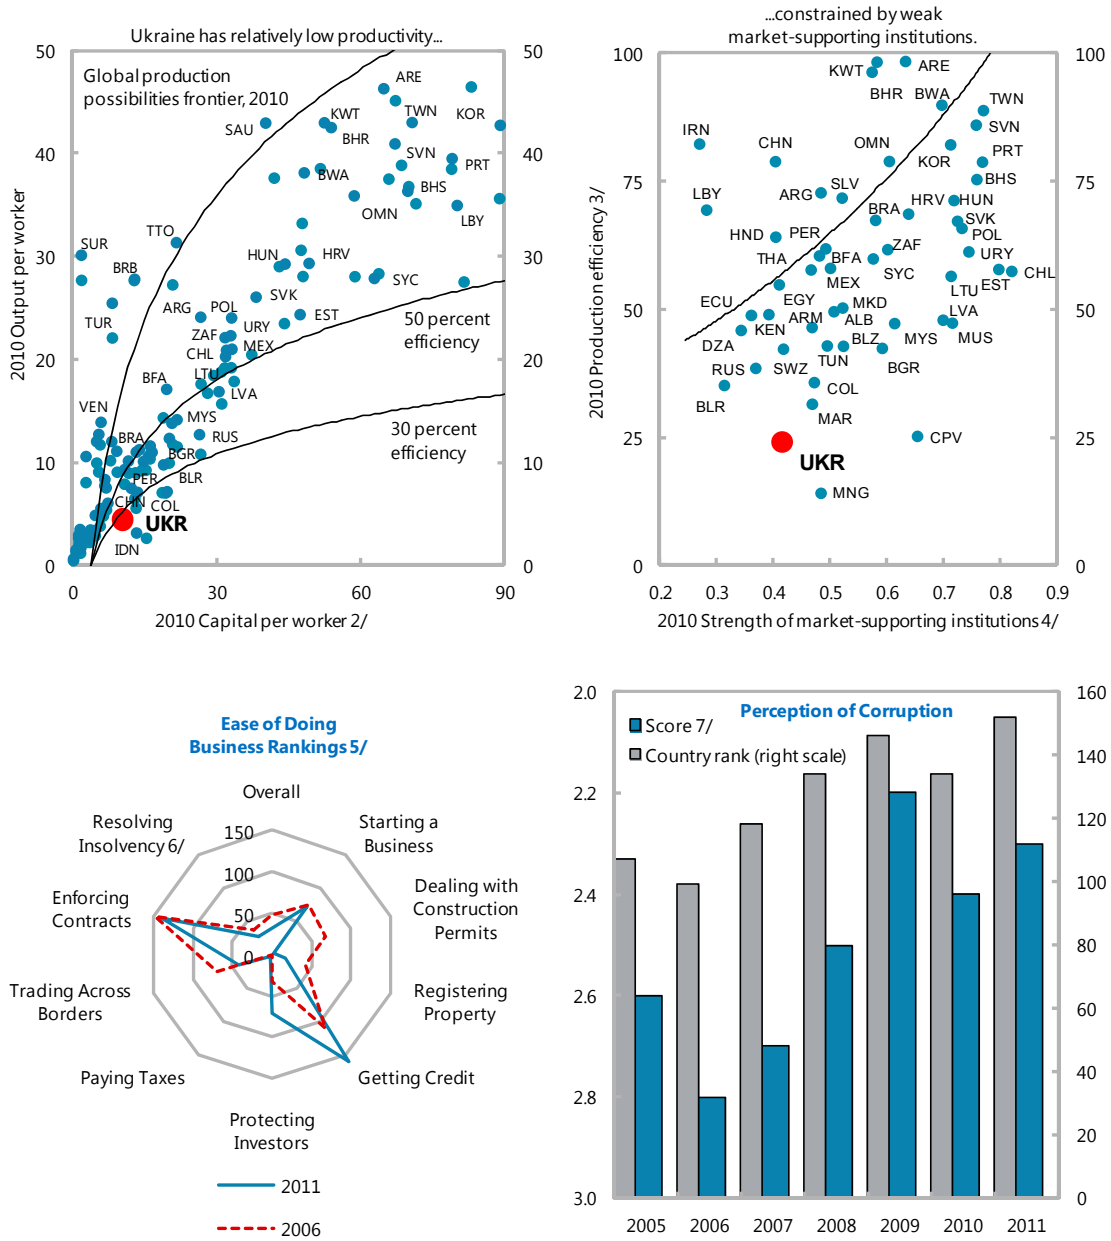 Ukraine has relatively low productivity...
50
40
30
20
10
0
50
40
30
20
10
0
2010 Output per worker
Global production
possibilities frontier, 2010
ARE
KWT
TWN
KOR
SAU
BHR
SVN
PRT
BWA
BHS
OMN
LBY
TTO
SUR
BRB
HUN
HRV
SYC
SVK
ARG
POL
EST
TUR
ZAF
URY
50 percent
efficiency
CHL
MEX
LTU
BFA
LVA
VEN
MYS
30 percent
efficiency
BRA
RUS
BGR
PER
BLR
CHN
COL
UKR
IDN
0
30
60
90
2010 Capital per worker 2/
...constrained by weak
market-supporting institutions.
100
75
50
25
0
100
75
50
25
0
2010 Production efficiency 3/
KWT
ARE
BHR
BWA
TWN
IRN
SVN
CHN
OMN
KOR
PRT
BHS
LBY
ARG
SLV
BRA
HRV
HUN
SVK
HND
PER
POL
THA
BFA
ZAF
URY
SYC
CHL
MEX
EST
LTU
ECU
EGY
MKD
LVA
KEN
ARM
ALB
MYS
MUS
DZA
TUN
BLZ
BGR
RUS
SWZ
COL
BLR
MAR
CPV
UKR
MNG
0.2
0.3
0.4
0.5
0.6
0.7
0.8
0.9
2010 Strength of market-supporting institutions 4/
Ease of Doing
Business Rankings 5/
Overall
Starting a
Business
Dealing with
Construction
Permits
Registering
Property
Getting Credit
Protecting
Investors
Paying Taxes
Trading Across
Borders
Enforcing
Contracts
Resolving
Insolvency 6/
150
100
50
0
2011
2006
Perception of Corruption
Score 7/
Country rank (right scale)
2.0
2.2
2.4
2.6
2.8
3.0
160
140
120
100
80
60
40
20
0
2005
2006
2007
2008
2009
2010
2011